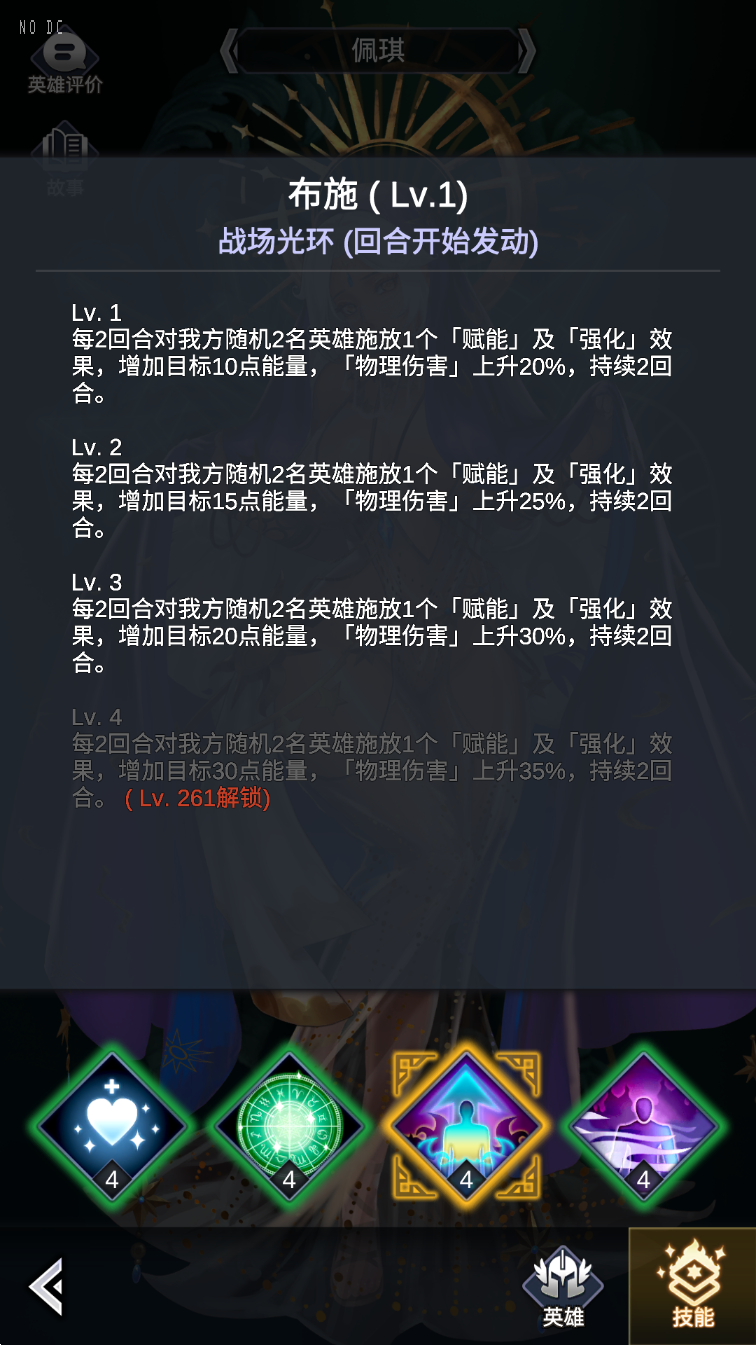 NO DC
佩琪
英雄评价
故事
布施 ( Lv.1)
战场光环 (回合开始发动)
Lv. 1
每2回合对我方随机2名英雄施放1个「赋能」及「强化」效
果，增加目标10点能量，「物理伤害」上升20%，持续2回
合。
Lv. 2
每2回合对我方随机2名英雄施放1个「赋能」及「强化」效
果，增加目标15点能量，「物理伤害」上升25%，持续2回
合。
Lv. 3
每2回合对我方随机2名英雄施放1个「赋能」及「强化」效
果，增加目标20点能量，「物理伤害」上升30%，持续2回
合。
Lv. 4
每2回合对我方随机2名英雄施放1个「赋能」及「强化」效
果，增加目标30点能量，「物理伤害」上升35%，持续2回
合。 ( Lv. 261解锁)
4 4 4 4
英雄 技能